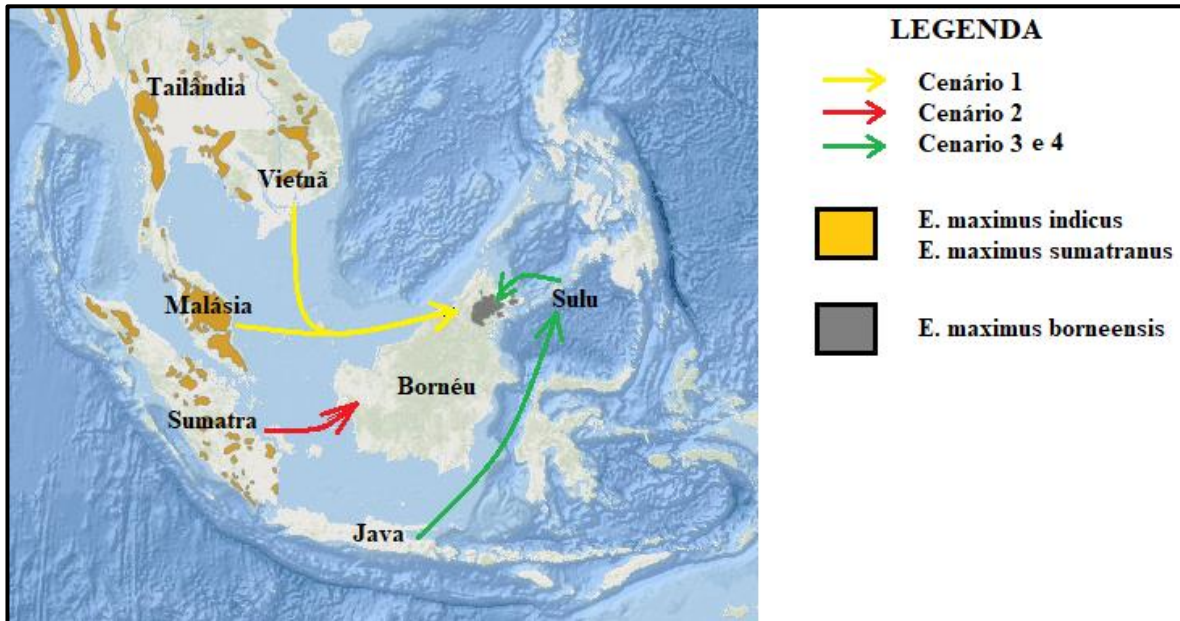 LEGENDA
Cenário 1
Cenário 2
Cenario 3 e 4
E. maximus indicus
E. maximus sumatranus
E. maximus borneensis
Tailândia
Vietnã
Malásia
Sulu
Bornéu
Sumatra
Java